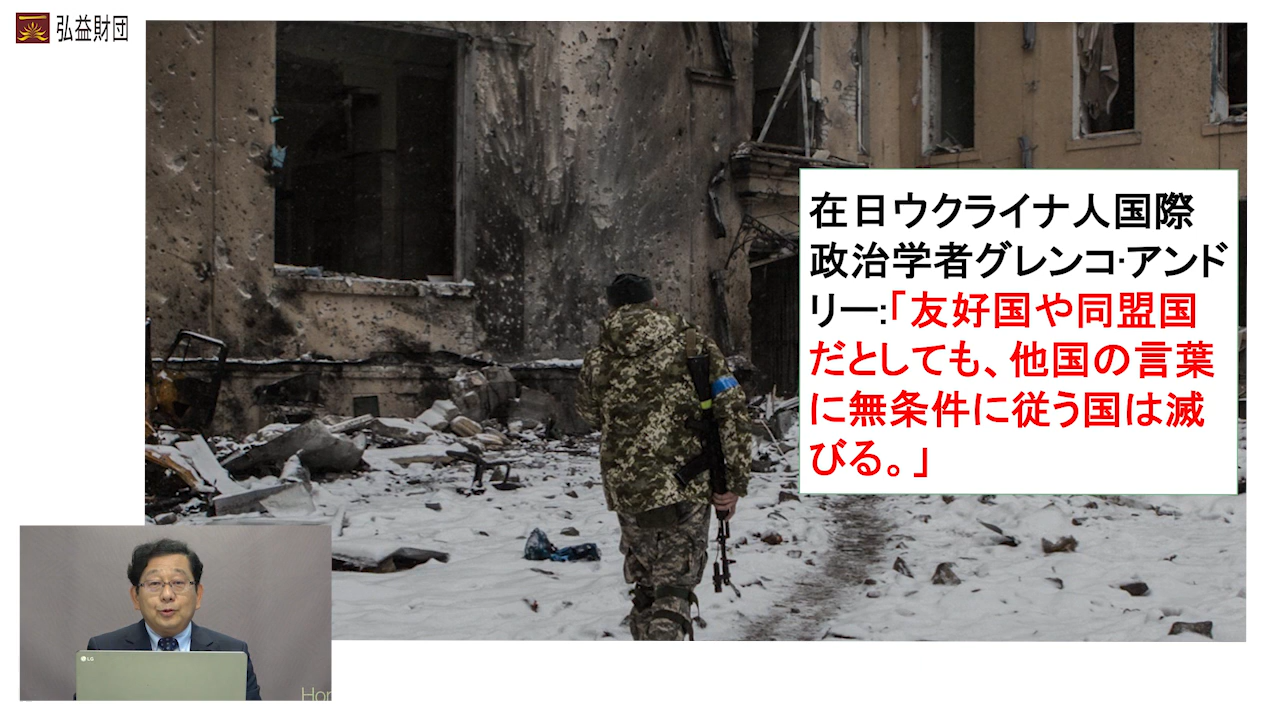 弘益財団
在日ウクライナ人国際
政治学者グレンコ·アンド
リー:「友好国や同盟国
だとしても、他国の言葉
に無条件に従う国は滅
びる。」
LG
Hor